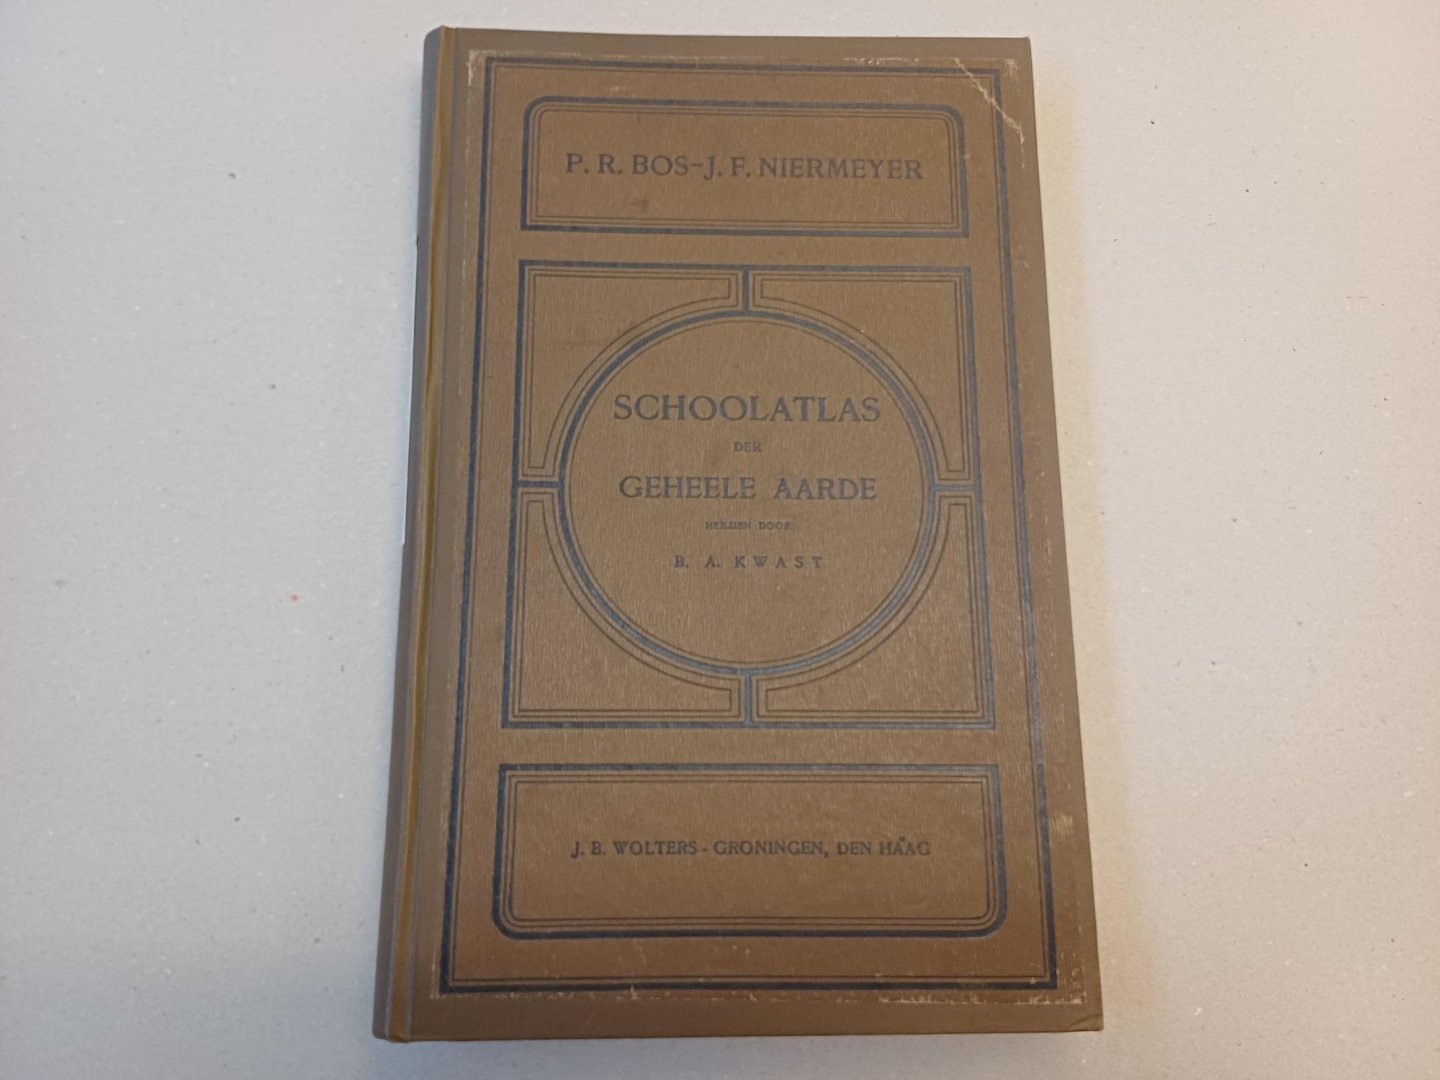 P. R. BOS-J. F. NIERMEYER
SCHOOLATLAS
DER
GEHEELE AARDE
HERZIEN DOOR
B. A. KWAST
J. B. WOLTERS - GRONINGEN, DEN HAAG